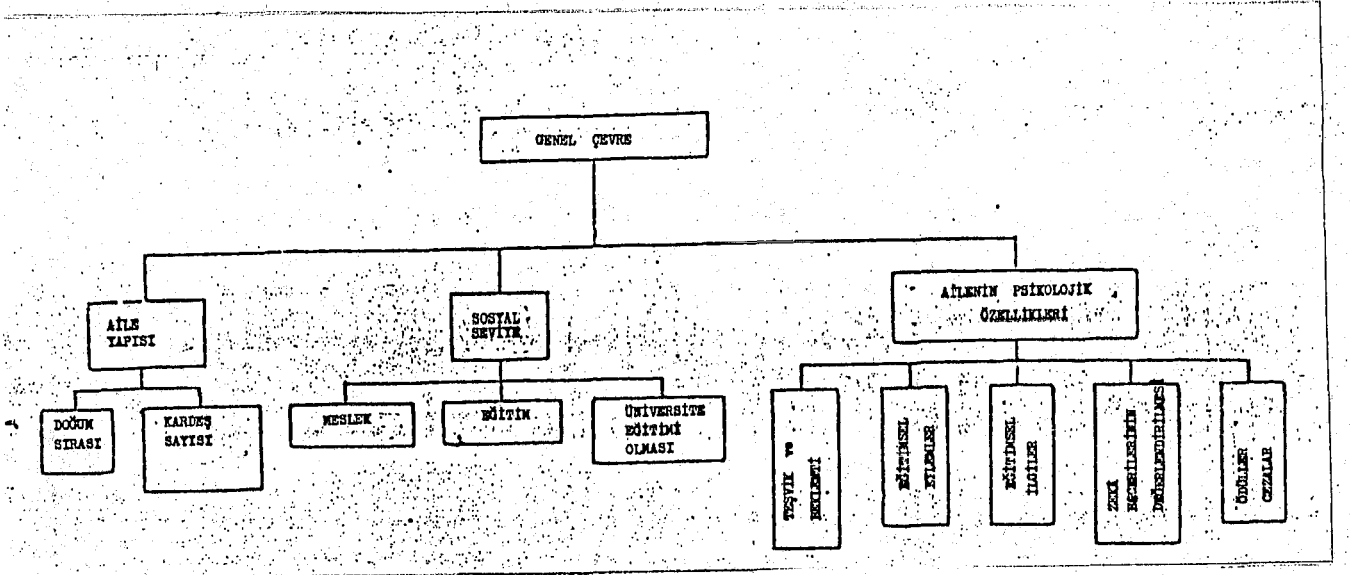 GENEL ÇEVRE
AİLE
YAPISI
SOSYAL
SEVİYE
AİLENİN PSİKOLOJİK
ÖZELLİKLERİ
DOĞUM
SIRASI
KARDEŞ
SAYISI
MESLEK
EĞİTİM
ÜNİVERSİTE
EĞİTİMİ
OLMASI
TEŞVİK ve
BEKLENTİ
EĞİTİMSEL
EYLEMLER
EĞİTİMSEL
İLGİLER
ZEKÂ
BECERİLERİNİN
DEĞERLENDİRİLMESİ
ÖDÜLLER
CEZALAR